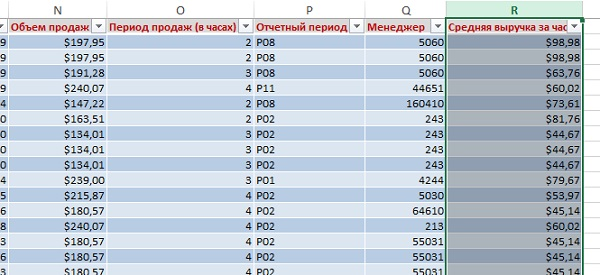 N O P Q R
Объем продаж Период продаж (в часах) Отчетный период Менеджер Средняя выручка за час
9 $197,95 2 P08 5060 $98,98
9 $197,95 2 P08 5060 $98,98
9 $191,28 3 P08 5060 $63,76
9 $240,07 4 P11 44651 $60,02
4 $147,22 2 P08 160410 $73,61
0 $163,51 2 P02 243 $81,76
0 $134,01 3 P02 243 $44,67
0 $134,01 3 P02 243 $44,67
0 $134,01 3 P02 243 $44,67
4 $239,00 3 P01 4244 $79,67
5 $215,87 4 P02 5030 $53,97
6 $180,57 4 P02 64610 $45,14
8 $240,07 4 P02 213 $60,02
3 $180,57 4 P02 55031 $45,14
6 $180,57 4 P02 55031 $45,14
3 $180,57 4 P02 55031 $45,14